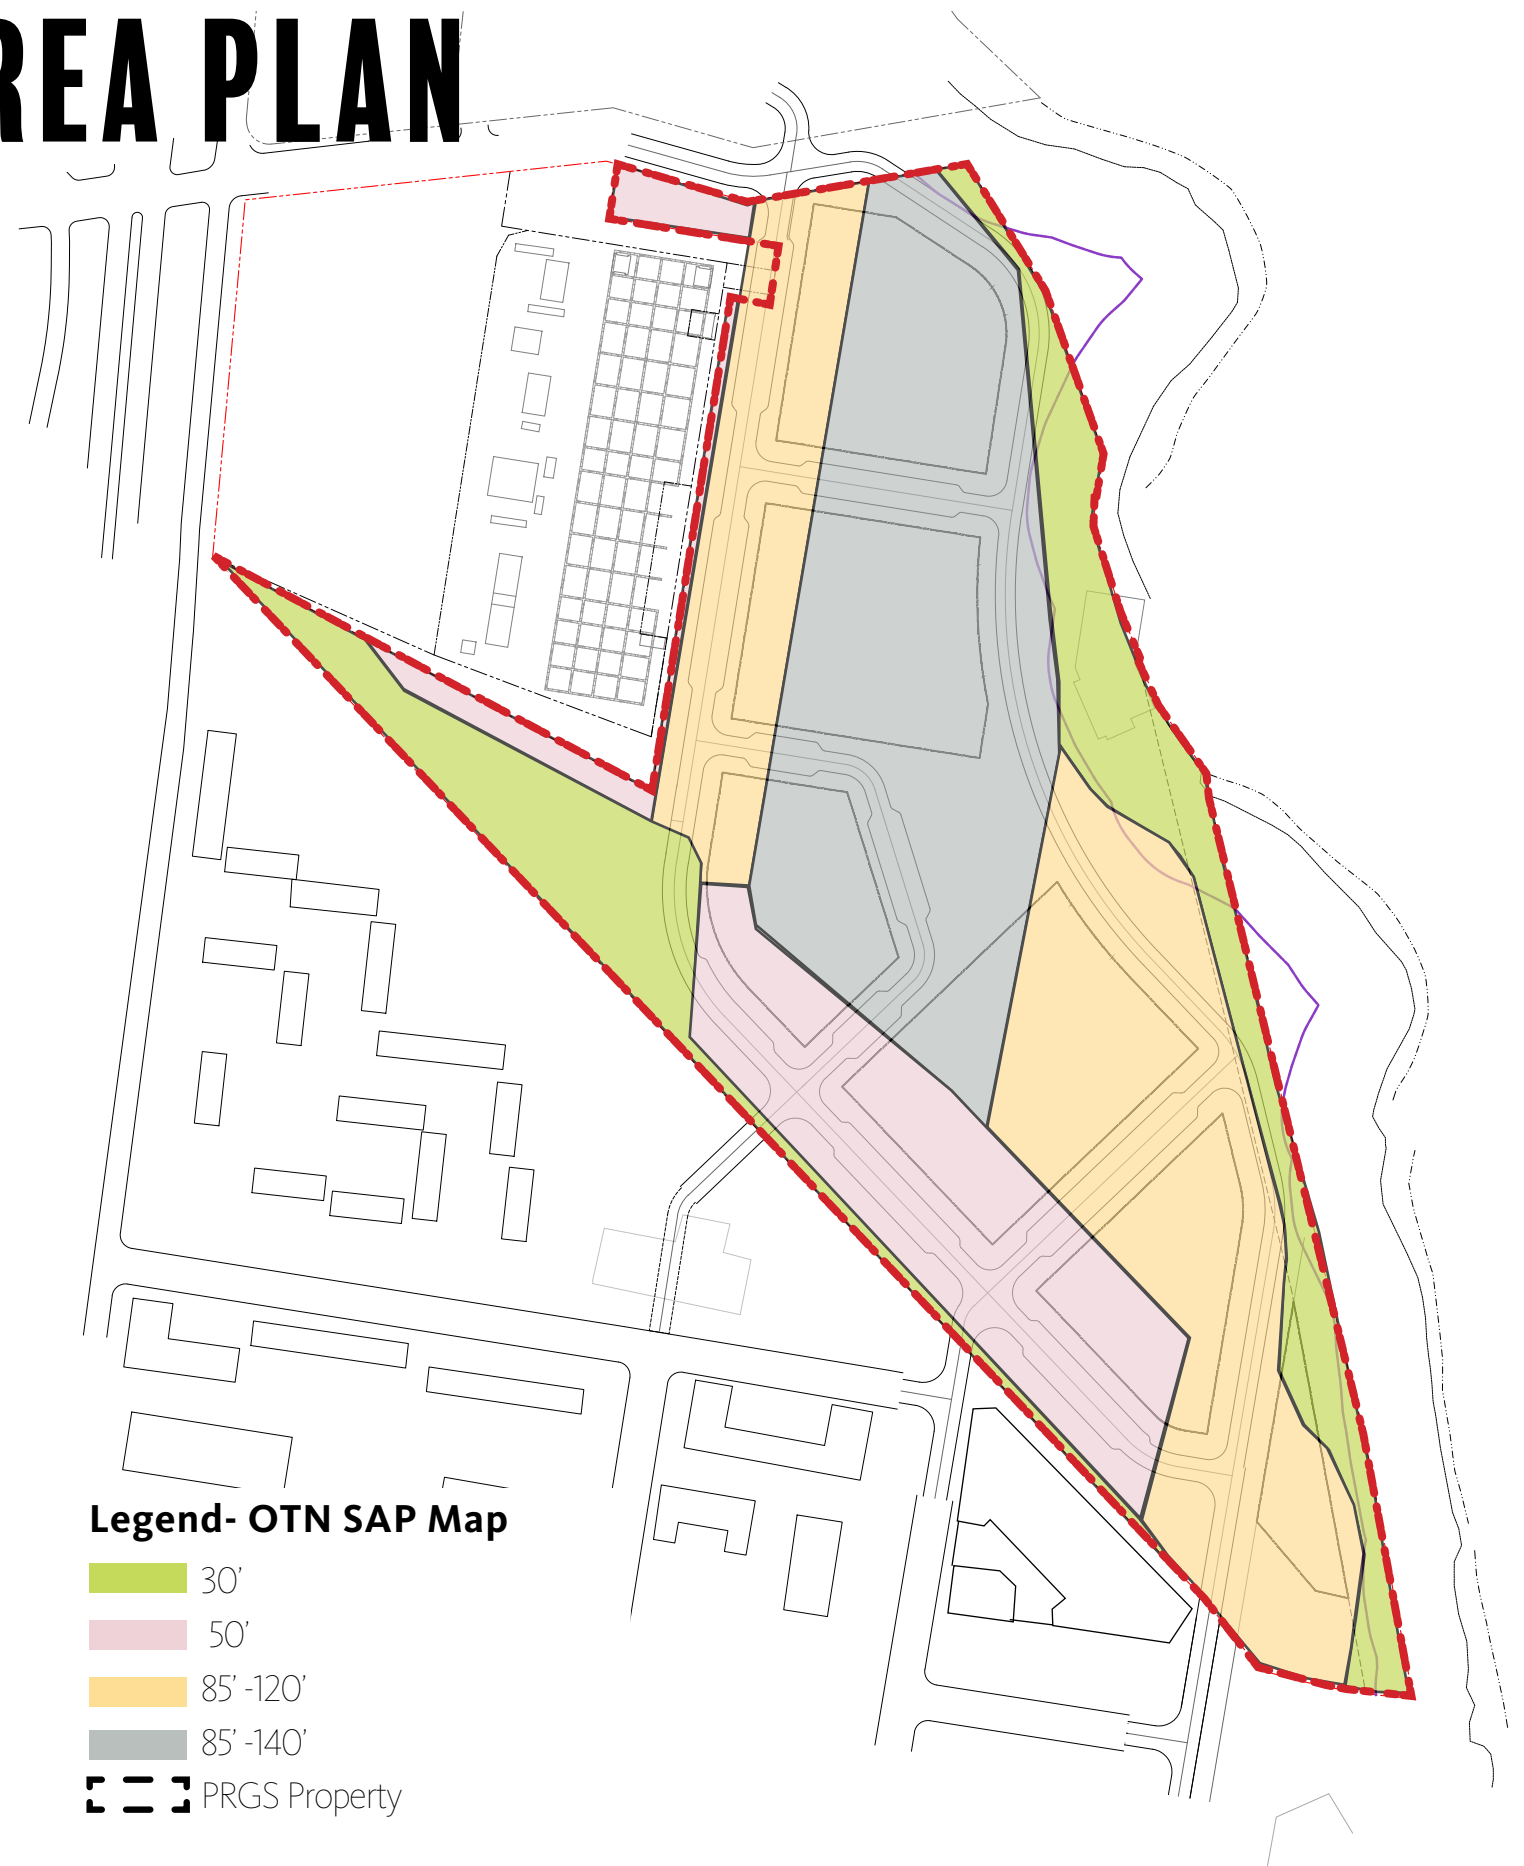 REA PLAN
Legend- OTN SAP Map
30’
50’
85’ -120’
85’ -140’
PRGS Property